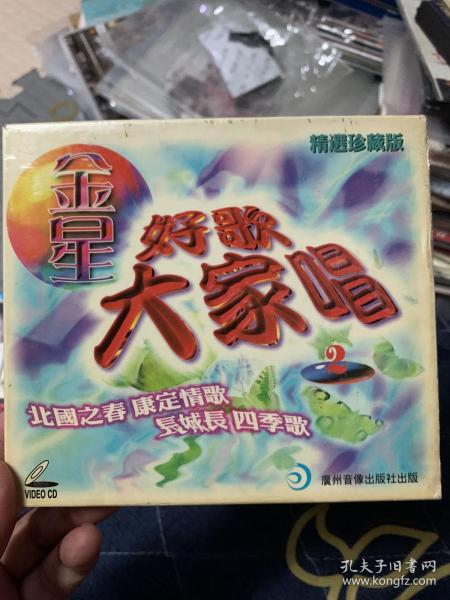 精選珍藏版
金星
好歌
大家唱
2
北國之春 康定情歌
長城長 四季歌
VIDEO CD
廣州音像出版社出版
孔夫子旧书网
www.kongfz.com